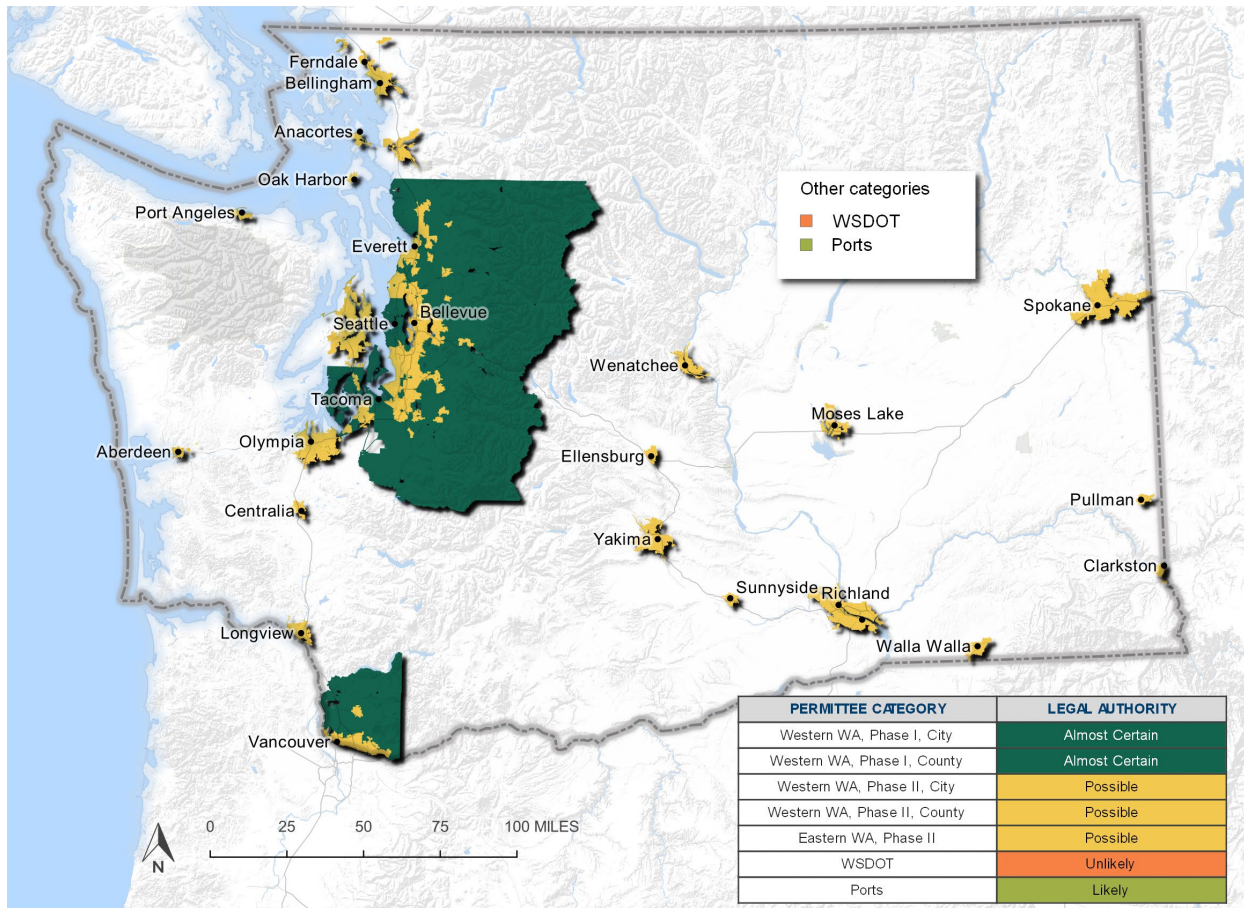 Ferndale
Bellingham
Anacortes
Oak Harbor
Port Angeles
Everett
Seattle
Bellevue
Tacoma
Olympia
Aberdeen
Centralia
Longview
Vancouver
Other categories
WSDOT
Ports
Spokane
Wenatchee
Moses Lake
Ellensburg
Pullman
Yakima
Clarkston
Sunnyside
Richland
Walla Walla
0 25 50 75 100 MILES
N
PERMITTEE CATEGORY LEGAL AUTHORITY
Western WA, Phase I, City Almost Certain
Western WA, Phase I, County Almost Certain
Western WA, Phase II, City Possible
Western WA, Phase II, County Possible
Eastern WA, Phase II Possible
WSDOT Unlikely
Ports Likely